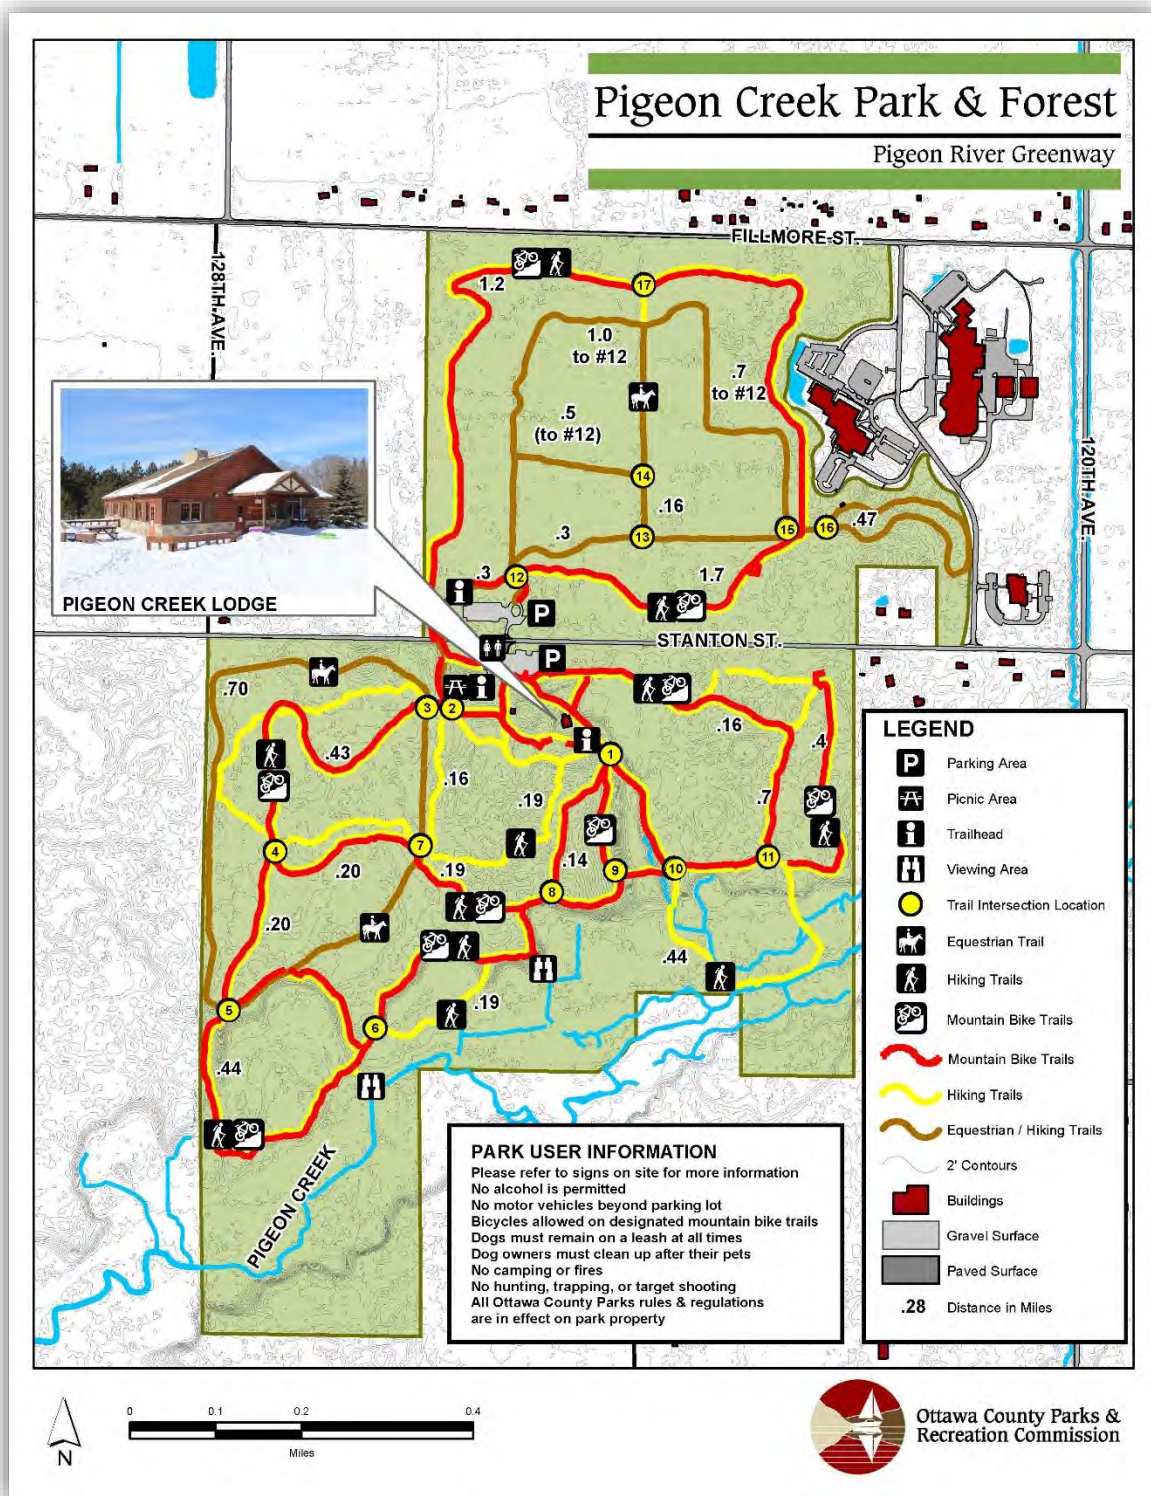 Pigeon Creek Park & Forest
Pigeon River Greenway
FILLMORE ST.
128TH AVE.
120TH AVE.
17
1.2
1.0
to #12
.7
to #12
.5
(to #12)
14
.16
13
.3
15
16
.47
12
.3
1.7
i
P
PIGEON CREEK LODGE
STANTON ST.
P
i
.70
3
2
.43
.16
.16
.4
i
1
.19
.7
4
7
.20
.19
.14
8
9
10
11
.20
.44
.19
5
6
.44
PIGEON CREEK
LEGEND
P
Parking Area
Picnic Area
i
Trailhead
Viewing Area
Trail Intersection Location
Equestrian Trail
Hiking Trails
Mountain Bike Trails
Mountain Bike Trails
Hiking Trails
Equestrian / Hiking Trails
2' Contours
Buildings
Gravel Surface
Paved Surface
.28 Distance in Miles
PARK USER INFORMATION
Please refer to signs on site for more information
No alcohol is permitted
No motor vehicles beyond parking lot
Bicycles allowed on designated mountain bike trails
Dogs must remain on a leash at all times
Dog owners must clean up after their pets
No camping or fires
No hunting, trapping, or target shooting
All Ottawa County Parks rules & regulations
are in effect on park property
N
0 0.1 0.2 0.4
Miles
Ottawa County Parks &
Recreation Commission